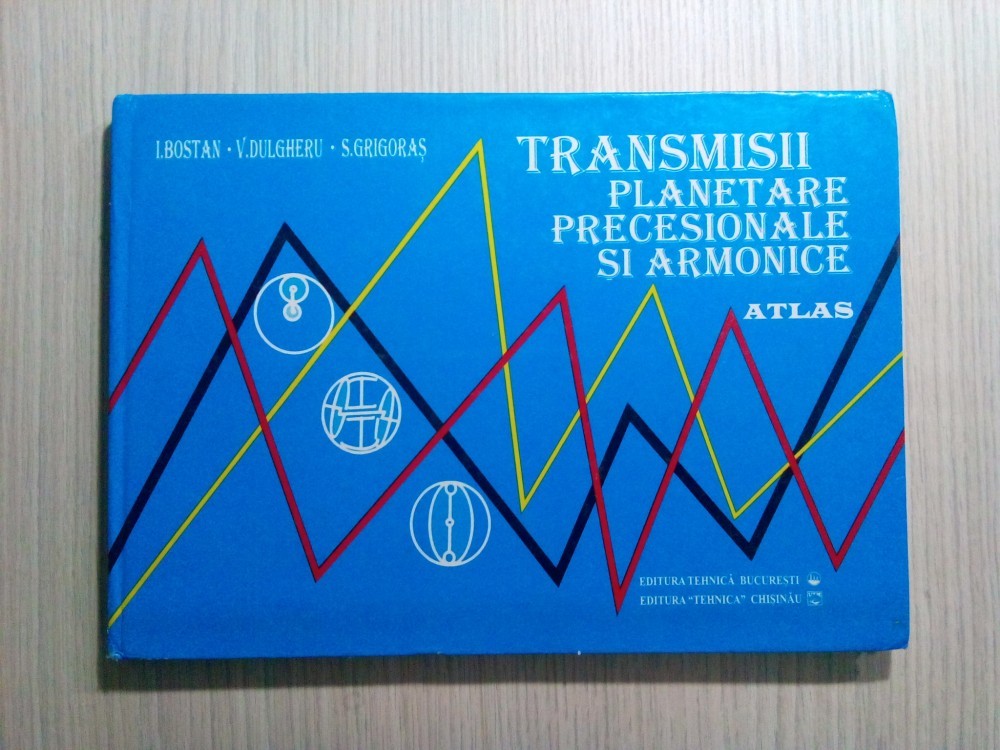 I.BOSTAN · V.DULGHERU · S.GRIGORAȘ
TRANSMISII
PLANETARE
PRECESIONALE
ȘI ARMONICE
ATLAS
EDITURA TEHNICĂ BUCUREȘTI
EDITURA "TEHNICA" CHIȘINĂU